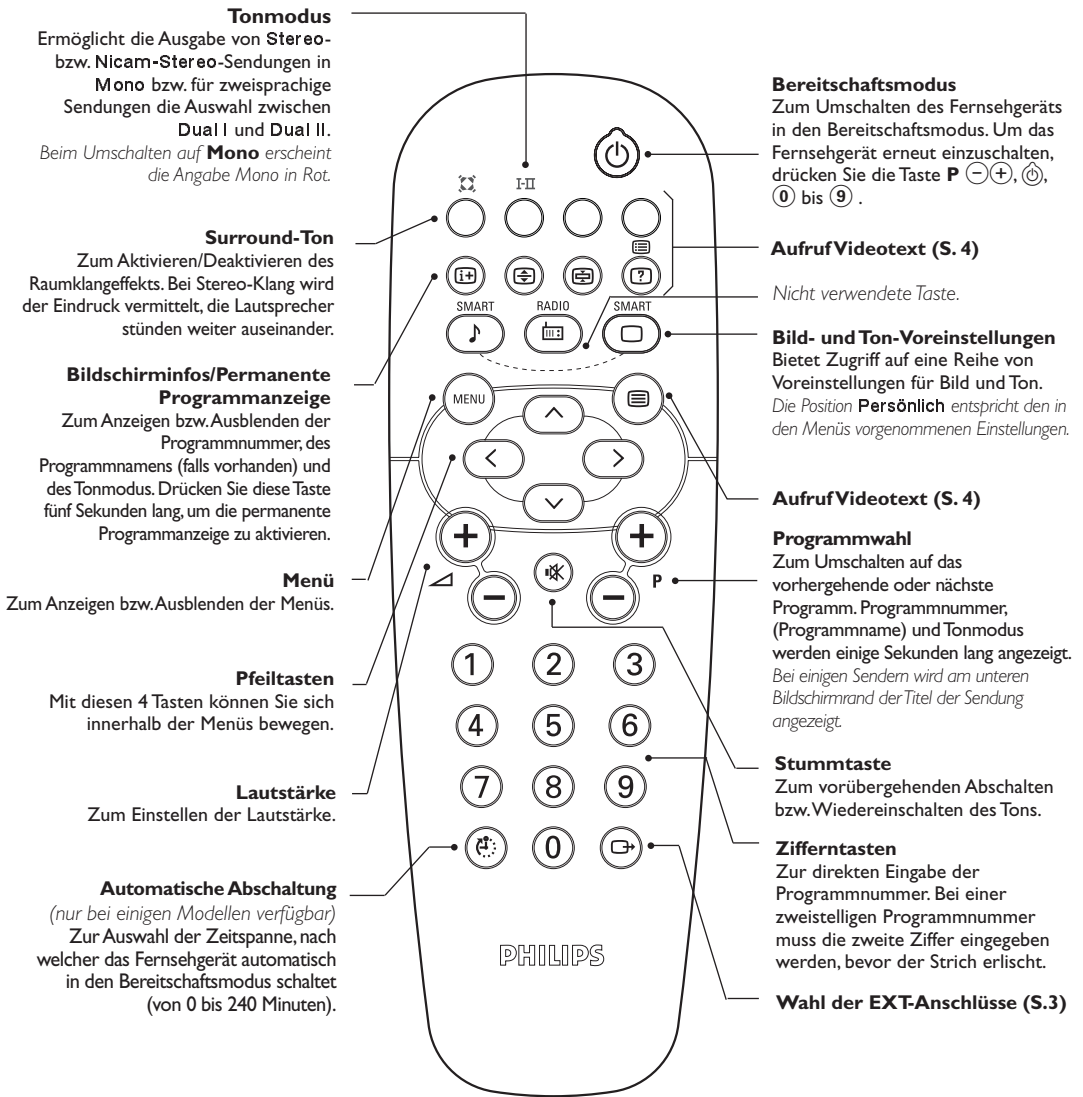 Tonmodus
Ermöglicht die Ausgabe von Stereo-
bzw. Nicam-Stereo-Sendungen in
Mono bzw. für zweisprachige
Sendungen die Auswahl zwischen
Dual I und Dual II.
Beim Umschalten auf Mono erscheint
die Angabe Mono in Rot.
Surround-Ton
Zum Aktivieren/Deaktivieren des
Raumklangeffekts. Bei Stereo-Klang wird
der Eindruck vermittelt, die Lautsprecher
stünden weiter auseinander.
Bildschirminfos/Permanente
Programmanzeige
Zum Anzeigen bzw. Ausblenden der
Programmnummer, des
Programmnamens (falls vorhanden) und
des Tonmodus. Drücken Sie diese Taste
fünf Sekunden lang, um die permanente
Programmanzeige zu aktivieren.
Menü
Zum Anzeigen bzw. Ausblenden der Menüs.
Pfeiltasten
Mit diesen 4 Tasten können Sie sich
innerhalb der Menüs bewegen.
Lautstärke
Zum Einstellen der Lautstärke.
Automatische Abschaltung
(nur bei einigen Modellen verfügbar)
Zur Auswahl der Zeitspanne, nach
welcher das Fernsehgerät automatisch
in den Bereitschaftsmodus schaltet
(von 0 bis 240 Minuten).
I-II
i+
?
SMART RADIO SMART
MENU
+ +
P
- -
1 2 3
4 5 6
7 8 9
0
PHILIPS
Bereitschaftsmodus
Zum Umschalten des Fernsehgeräts
in den Bereitschaftsmodus. Um das
Fernsehgerät erneut einzuschalten,
drücken Sie die Taste P - +, ⏻,
0 bis 9 .
Aufruf Videotext (S. 4)
Nicht verwendete Taste.
Bild- und Ton-Voreinstellungen
Bietet Zugriff auf eine Reihe von
Voreinstellungen für Bild und Ton.
Die Position Persönlich entspricht den in
den Menüs vorgenommenen Einstellungen.
Aufruf Videotext (S. 4)
Programmwahl
Zum Umschalten auf das
vorhergehende oder nächste
Programm. Programmnummer,
(Programmname) und Tonmodus
werden einige Sekunden lang angezeigt.
Bei einigen Sendern wird am unteren
Bildschirmrand der Titel der Sendung
angezeigt.
Stummtaste
Zum vorübergehenden Abschalten
bzw. Wiedereinschalten des Tons.
Zifferntasten
Zur direkten Eingabe der
Programmnummer. Bei einer
zweistelligen Programmnummer
muss die zweite Ziffer eingegeben
werden, bevor der Strich erlischt.
Wahl der EXT-Anschlüsse (S.3)